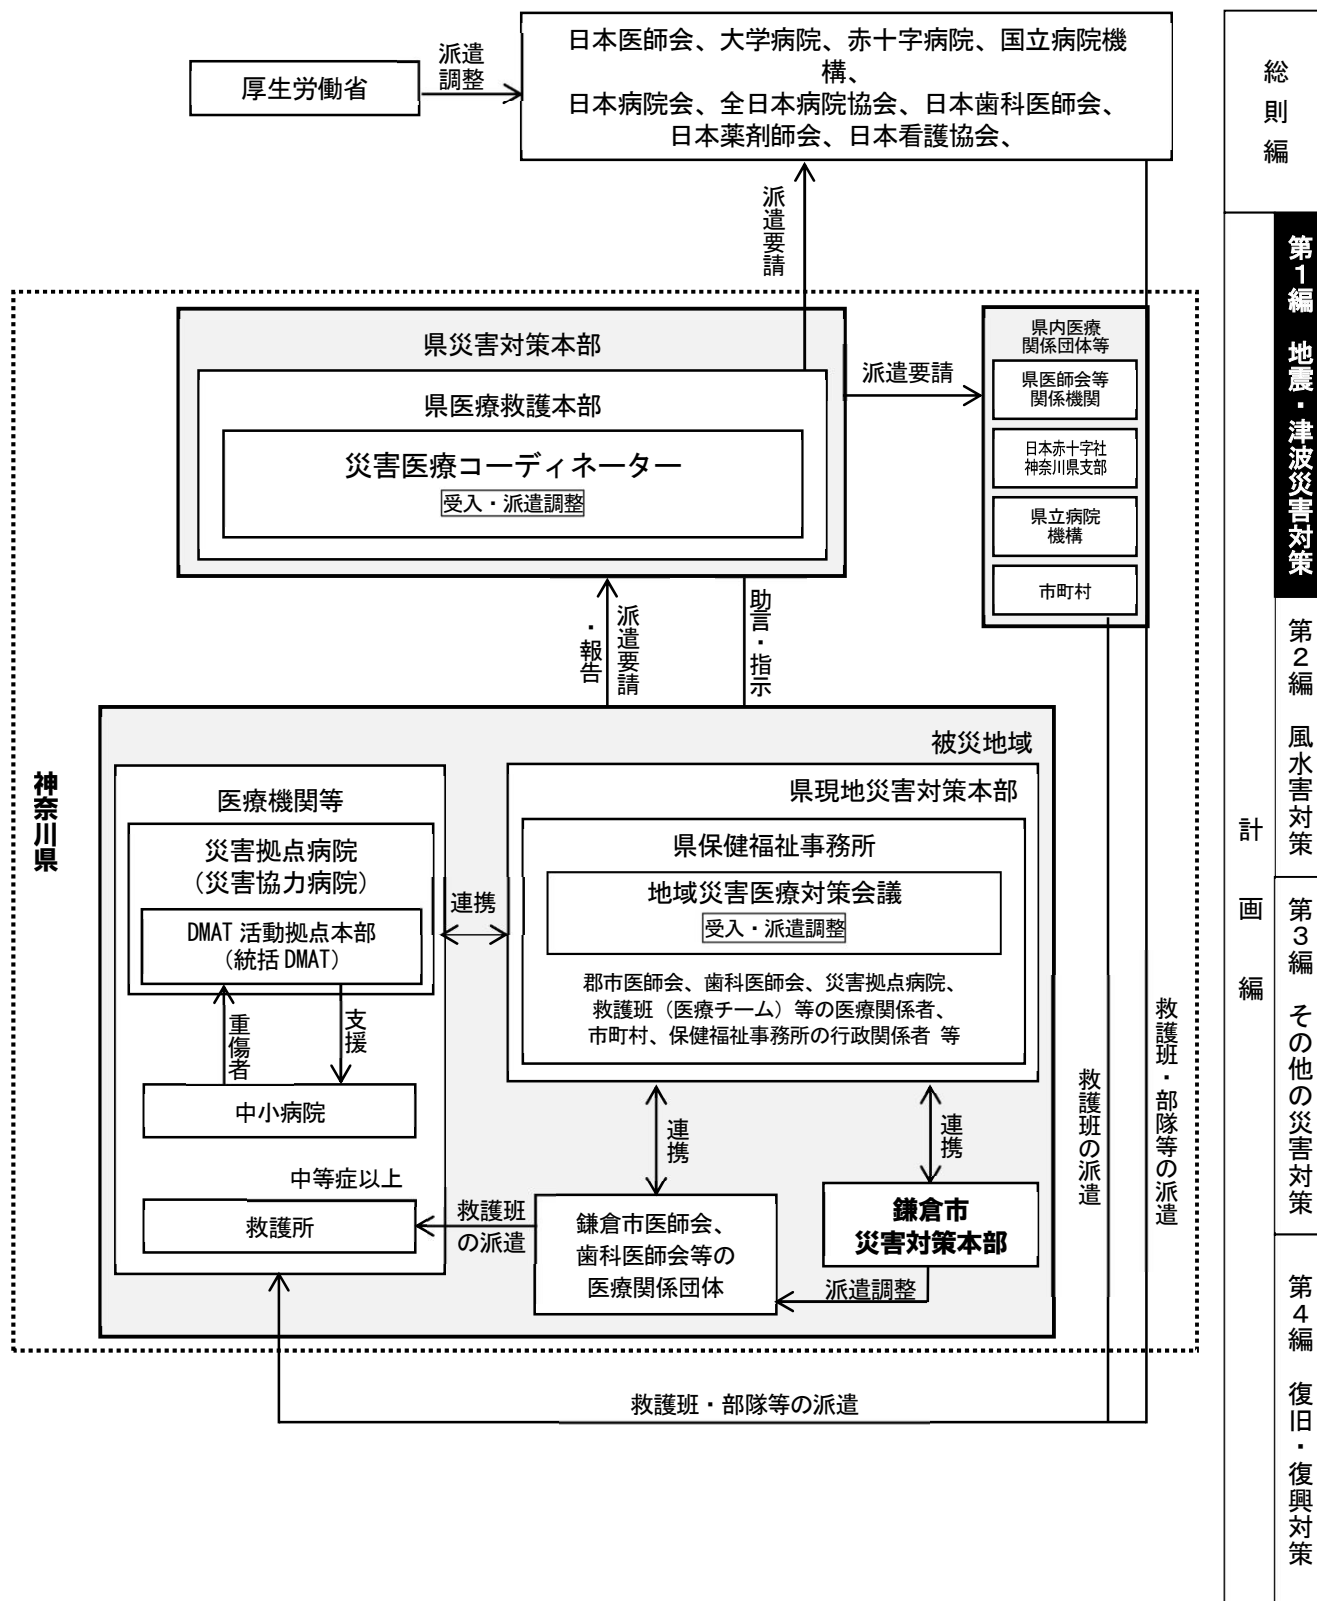 日本医師会、大学病院、赤十字病院、国立病院機
構、
日本病院会、全日本病院協会、日本歯科医師会、
日本薬剤師会、日本看護協会、
派遣
調整
厚生労働省
派遣要請
県災害対策本部
県医療救護本部
災害医療コーディネーター
受入・派遣調整
派遣要請
県内医療
関係団体等
県医師会等
関係機関
日本赤十字社
神奈川県支部
県立病院
機構
市町村
派遣要請
・報告
助言・指示
神奈川県
被災地域
医療機関等
災害拠点病院
（災害協力病院）
DMAT 活動拠点本部
（統括 DMAT）
重傷者
支援
中小病院
中等症以上
救護所
連携
県現地災害対策本部
県保健福祉事務所
地域災害医療対策会議
受入・派遣調整
郡市医師会、歯科医師会、災害拠点病院、
救護班（医療チーム）等の医療関係者、
市町村、保健福祉事務所の行政関係者 等
連携
連携
救護班
の派遣
鎌倉市医師会、
歯科医師会等の
医療関係団体
鎌倉市
災害対策本部
派遣調整
救護班の派遣
救護班・部隊等の派遣
救護班・部隊等の派遣
総則編
計画編
第1編 地震・津波災害対策
第2編 風水害対策
第3編 その他の災害対策
第4編 復旧・復興対策